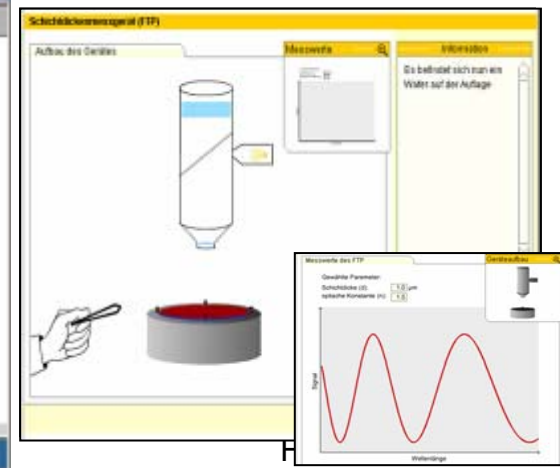 Schichtdickenmessgerät (FTP)
Aufbau des Gerätes
Messwerte
Information
Es befindet sich nun ein
Wafer auf der Auflage
Messwerte des FTP
Geräteaufbau
Gewählte Parameter:
Schichtdicke (d): 1,0 µm
optische Konstante (n): 1,5
Signal
Wellenlänge